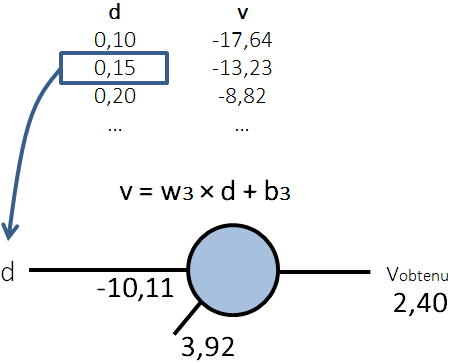 d v
0,10 -17,64
0,15 -13,23
0,20 -8,82
... ...
v = w3 × d + b3
d
-10,11
3,92
Vobtenu
2,40